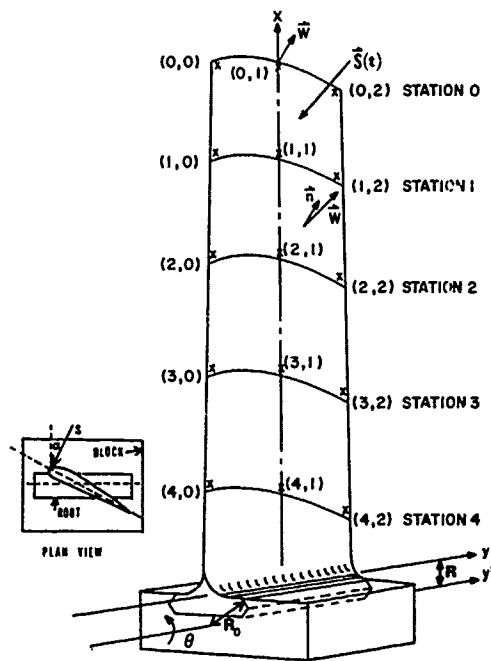 X
W
(0,0)
(0,1)
S(t)
(0,2) STATION 0
(1,0)
(1,1)
(1,2) STATION 1
n
W
(2,0)
(2,1)
(2,2) STATION 2
(3,0)
(3,1)
(3,2) STATION 3
S
BLOCK
α
ROOT
PLAN VIEW
(4,0)
(4,1)
(4,2) STATION 4
y
R
y'
R₀
θ